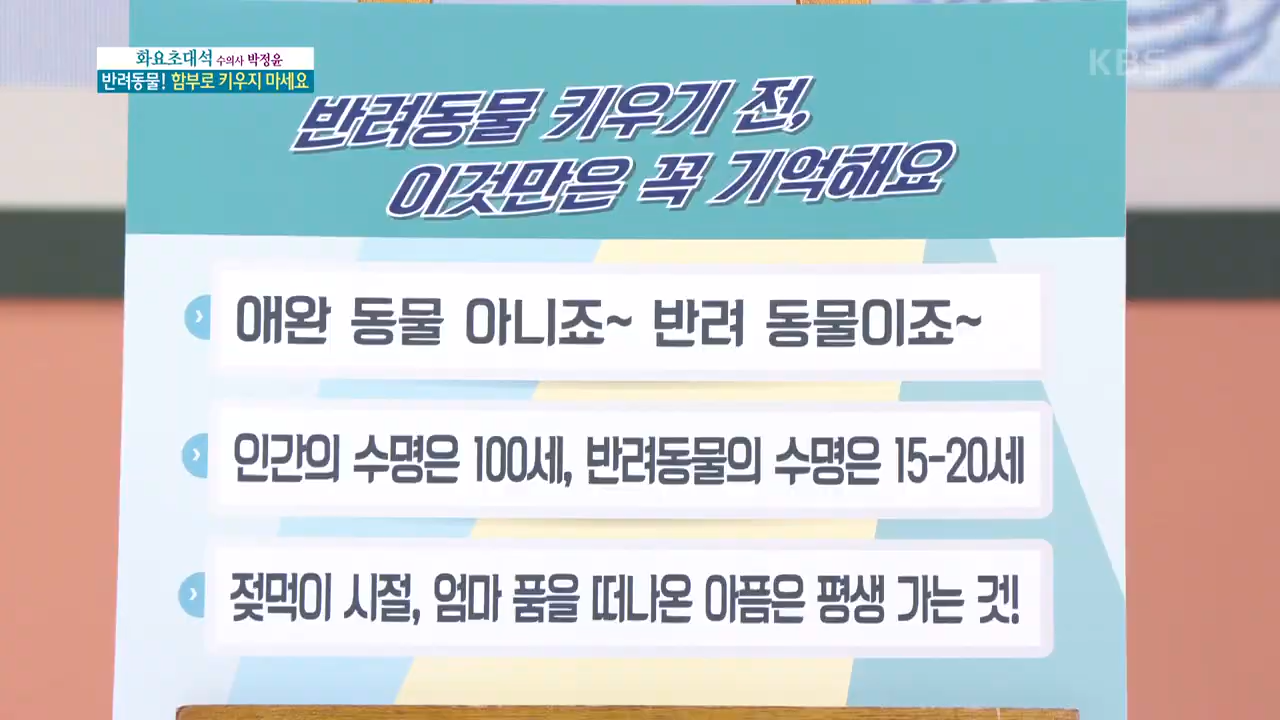 화요초대석 수의사 박정윤
반려동물! 함부로 키우지 마세요
KBS
반려동물 키우기 전,
이것만은 꼭 기억해요
애완 동물 아니죠~ 반려 동물이죠~
인간의 수명은 100세, 반려동물의 수명은 15-20세
젖먹이 시절, 엄마 품을 떠나온 아픔은 평생 가는 것!